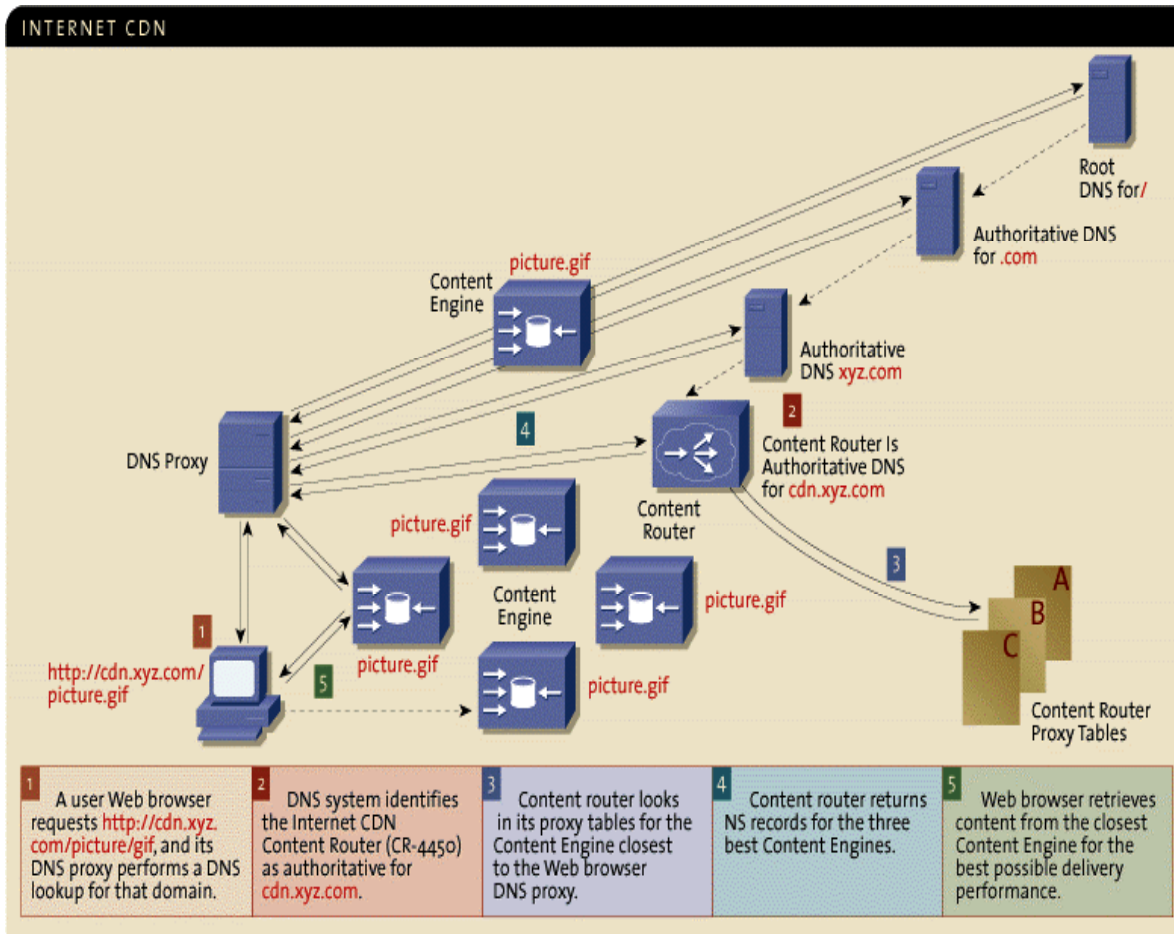 INTERNET CDN
Root
DNS for/
Authoritative DNS
for .com
picture.gif
Content
Engine
Authoritative
DNS xyz.com
2
4
DNS Proxy
Content Router Is
Authoritative DNS
for cdn.xyz.com
Content
Router
picture.gif
3
Content
Engine
picture.gif
A
B
C
1
picture.gif
http://cdn.xyz.com/
picture.gif
5
picture.gif
Content Router
Proxy Tables
1
A user Web browser
requests http://cdn.xyz.
com/picture/gif, and its
DNS proxy performs a DNS
lookup for that domain.
2
DNS system identifies
the Internet CDN
Content Router (CR-4450)
as authoritative for
cdn.xyz.com.
3
Content router looks
in its proxy tables for the
Content Engine closest
to the Web browser
DNS proxy.
4
Content router returns
NS records for the three
best Content Engines.
5
Web browser retrieves
content from the closest
Content Engine for the
best possible delivery
performance.